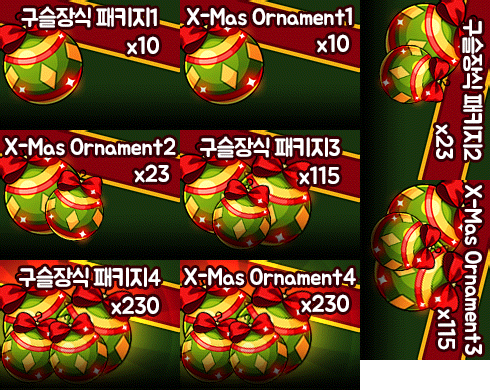 구슬장식 패키지1
x10
X-Mas Ornament1
x10
X-Mas Ornament2
x23
구슬장식 패키지3
x115
구슬장식 패키지4
x230
X-Mas Ornament4
x230
구슬장식 패키지2
x23
X-Mas Ornament3
x115